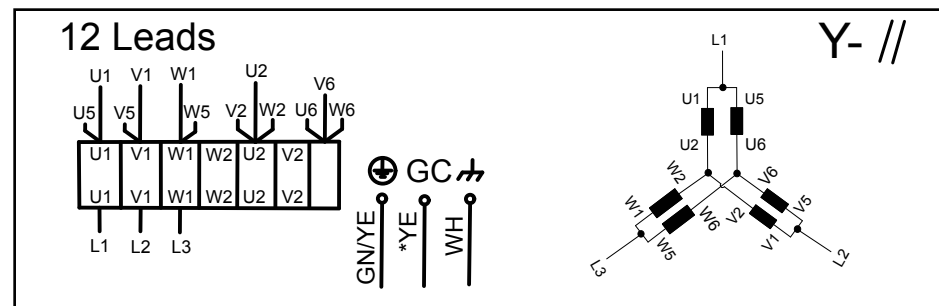 12 Leads
Y- //
U1 V1 W1 U2 V6
U5 V5 W5 V2 W2 U6 W6
U1 V1 W1 W2 U2 V2
U1 V1 W1 W2 U2 V2
L1 L2 L3
GC
GN/YE
*YE
WH
L1
U1 U5
U2 U6
W2 V6
W1 W6 V2 V5
W5 V1
L3 L2